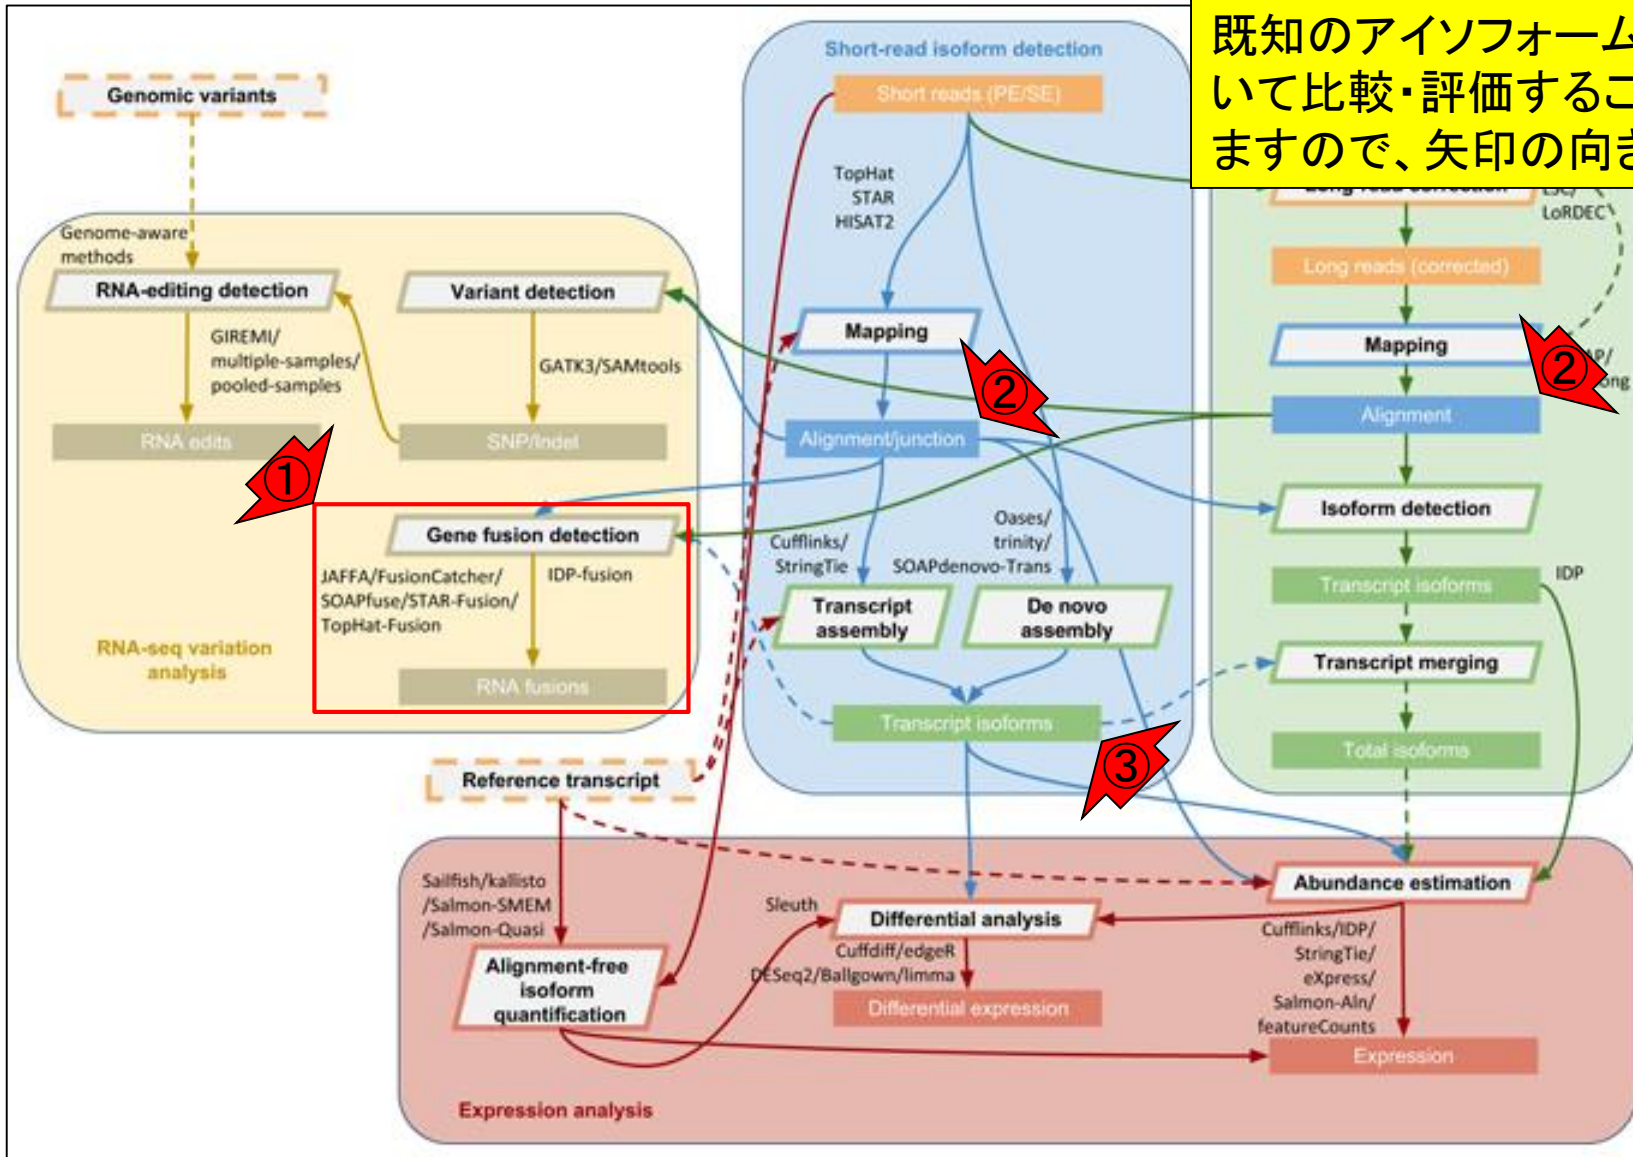 既知のアイソフォーム
いて比較・評価するこ
ますので、矢印の向き
Genomic variants
Genome-aware
methods
RNA-editing detection
GIREMI/
multiple-samples/
pooled-samples
RNA edits
Variant detection
GATK3/SAMtools
SNP/Indel
①
Gene fusion detection
JAFFA/FusionCatcher/
SOAPfuse/STAR-Fusion/
TopHat-Fusion
IDP-fusion
RNA fusions
RNA-seq variation
analysis
Short-read isoform detection
Short reads (PE/SE)
TopHat
STAR
HISAT2
Mapping
②
Alignment/junction
Cufflinks/
StringTie
Oases/
trinity/
SOAPdenovo-Trans
Transcript
assembly
De novo
assembly
Transcript isoforms
③
Long-read correction
LSC/
LoRDEC
Long reads (corrected)
Mapping
②
Alignment
Isoform detection
Transcript isoforms
IDP
Transcript merging
Total isoforms
Reference transcript
Sailfish/kallisto
/Salmon-SMEM
/Salmon-Quasi
Alignment-free
isoform
quantification
Sleuth
Differential analysis
Cuffdiff/edgeR
DESeq2/Ballgown/limma
Differential expression
Abundance estimation
Cufflinks/IDP/
StringTie/
eXpress/
Salmon-Aln/
featureCounts
Expression
Expression analysis